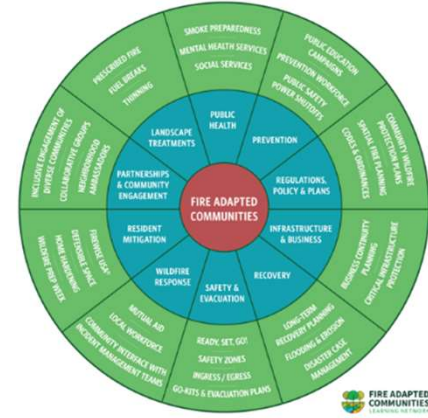 FIRE ADAPTED
COMMUNITIES
PUBLIC
HEALTH
PREVENTION
REGULATIONS,
POLICY & PLANS
INFRASTRUCTURE
& BUSINESS
RECOVERY
SAFETY &
EVACUATION
WILDFIRE
RESPONSE
RESIDENT
MITIGATION
PARTNERSHIPS
& COMMUNITY
ENGAGEMENT
LANDSCAPE
TREATMENTS
SMOKE PREPAREDNESS
MENTAL HEALTH SERVICES
SOCIAL SERVICES
PUBLIC EDUCATION
CAMPAIGNS
PREVENTION WORKFORCE
PUBLIC SAFETY
POWER SHUTOFFS
COMMUNITY WILDFIRE
PROTECTION PLANS
SPATIAL FIRE PLANNING
CODES & ORDINANCES
BUSINESS CONTINUITY
PLANNING
CRITICAL INFRASTRUCTURE
PROTECTION
LONG-TERM
RECOVERY PLANNING
FLOODING & EROSION
DISASTER CASE
MANAGEMENT
READY, SET, GO!
SAFETY ZONES
INGRESS / EGRESS
GO-KITS & EVACUATION PLANS
MUTUAL AID
LOCAL WORKFORCE
COMMUNITY INTERFACE WITH
INCIDENT MANAGEMENT TEAMS
FIREWISE USA®
DEFENSIBLE SPACE
HOME HARDENING
WILDFIRE PREP WEEK
INCLUSIVE ENGAGEMENT OF
DIVERSE COMMUNITIES
COLLABORATIVE GROUPS
NEIGHBORHOOD
AMBASSADORS
PRESCRIBED FIRE
FUEL BREAKS
THINNING
FIRE ADAPTED
COMMUNITIES
LEARNING NETWORK